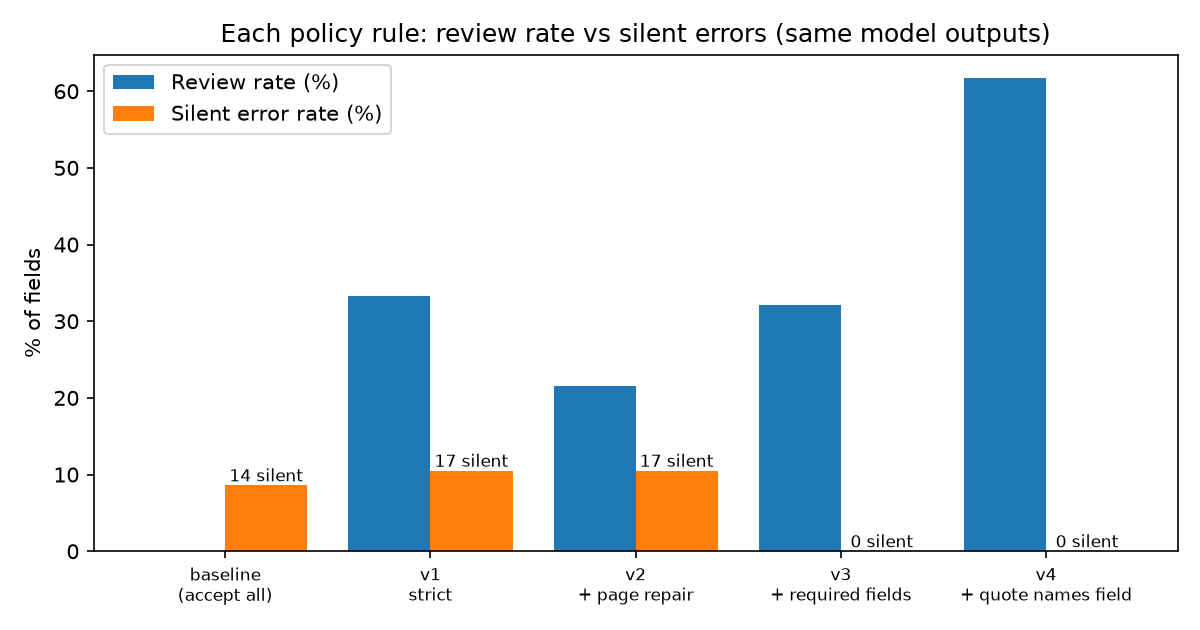 Each policy rule: review rate vs silent errors (same model outputs)
Review rate (%)
Silent error rate (%)
% of fields
60
50
40
30
20
10
0
14 silent
17 silent
17 silent
0 silent
0 silent
baseline
(accept all)
v1
strict
v2
+ page repair
v3
+ required fields
v4
+ quote names field